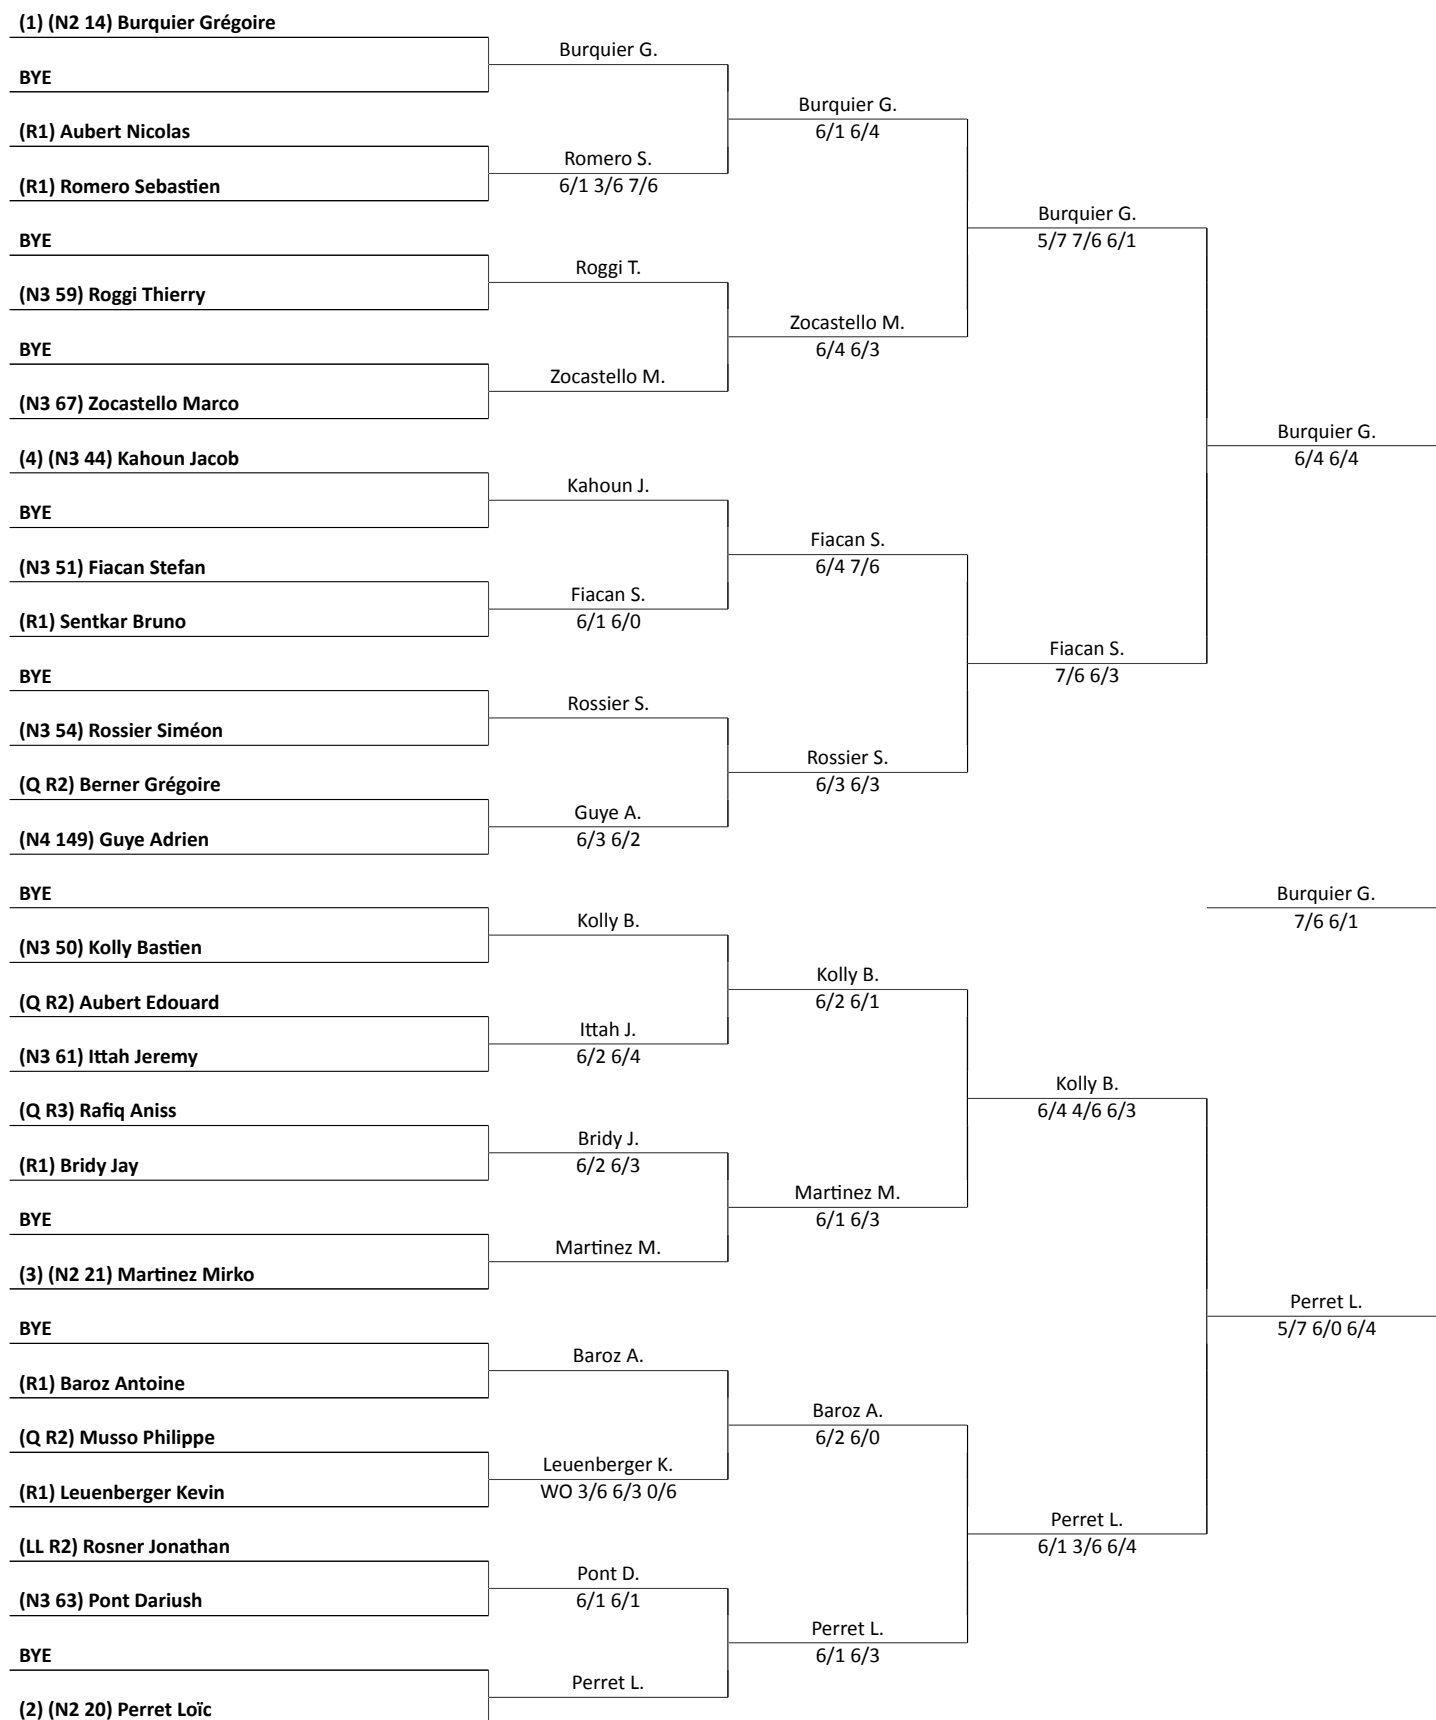 (1) (N2 14) Burquier Grégoire
BYE
(R1) Aubert Nicolas
(R1) Romero Sebastien
BYE
(N3 59) Roggi Thierry
BYE
(N3 67) Zocastello Marco
(4) (N3 44) Kahoun Jacob
BYE
(N3 51) Fiacan Stefan
(R1) Sentkar Bruno
BYE
(N3 54) Rossier Siméon
(Q R2) Berner Grégoire
(N4 149) Guye Adrien
BYE
(N3 50) Kolly Bastien
(Q R2) Aubert Edouard
(N3 61) Ittah Jeremy
(Q R3) Rafiq Aniss
(R1) Bridy Jay
BYE
(3) (N2 21) Martinez Mirko
BYE
(R1) Baroz Antoine
(Q R2) Musso Philippe
(R1) Leuenberger Kevin
(LL R2) Rosner Jonathan
(N3 63) Pont Dariush
BYE
(2) (N2 20) Perret Loïc
Burquier G.
Romero S.
6/1 3/6 7/6
Roggi T.
Zocastello M.
Kahoun J.
Fiacan S.
6/1 6/0
Rossier S.
Guye A.
6/3 6/2
Kolly B.
Ittah J.
6/2 6/4
Bridy J.
6/2 6/3
Martinez M.
Baroz A.
Leuenberger K.
WO 3/6 6/3 0/6
Pont D.
6/1 6/1
Perret L.
Burquier G.
6/1 6/4
Zocastello M.
6/4 6/3
Fiacan S.
6/4 7/6
Rossier S.
6/3 6/3
Kolly B.
6/2 6/1
Martinez M.
6/1 6/3
Baroz A.
6/2 6/0
Perret L.
6/1 6/3
Burquier G.
5/7 7/6 6/1
Fiacan S.
7/6 6/3
Kolly B.
6/4 4/6 6/3
Perret L.
6/1 3/6 6/4
Burquier G.
6/4 6/4
Burquier G.
7/6 6/1
Perret L.
5/7 6/0 6/4